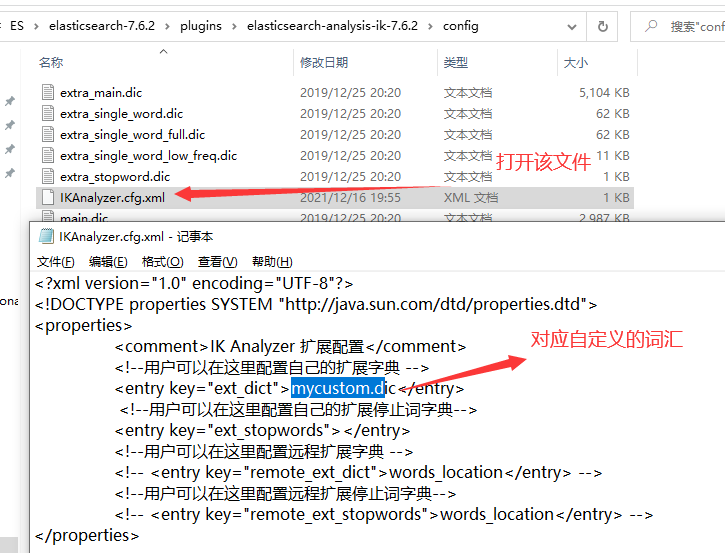 ES › elasticsearch-7.6.2 › plugins › elasticsearch-analysis-ik-7.6.2 › config
搜索"conf
名称 修改日期 类型 大小
extra_main.dic 2019/12/25 20:20 文本文档 5,104 KB
extra_single_word.dic 2019/12/25 20:20 文本文档 62 KB
extra_single_word_full.dic 2019/12/25 20:20 文本文档 62 KB
extra_single_word_low_freq.dic 2019/12/25 20:20 文本文档 11 KB
打开该文件
extra_stopword.dic 2019/12/25 20:20 文本文档 1 KB
IKAnalyzer.cfg.xml 2021/12/16 19:55 XML 文档 1 KB
main.dic 2019/12/25 20:20 文本文档 2,987 KB
IKAnalyzer.cfg.xml - 记事本
文件(F) 编辑(E) 格式(O) 查看(V) 帮助(H)
<?xml version="1.0" encoding="UTF-8"?>
<!DOCTYPE properties SYSTEM "http://java.sun.com/dtd/properties.dtd">
<properties>
<comment>IK Analyzer 扩展配置</comment>
对应自定义的词汇
<!--用户可以在这里配置自己的扩展字典 -->
<entry key="ext_dict">mycustom.dic</entry>
<!--用户可以在这里配置自己的扩展停止词字典-->
<entry key="ext_stopwords"></entry>
<!--用户可以在这里配置远程扩展字典 -->
<!-- <entry key="remote_ext_dict">words_location</entry> -->
<!--用户可以在这里配置远程扩展停止词字典-->
<!-- <entry key="remote_ext_stopwords">words_location</entry> -->
</properties>
ona